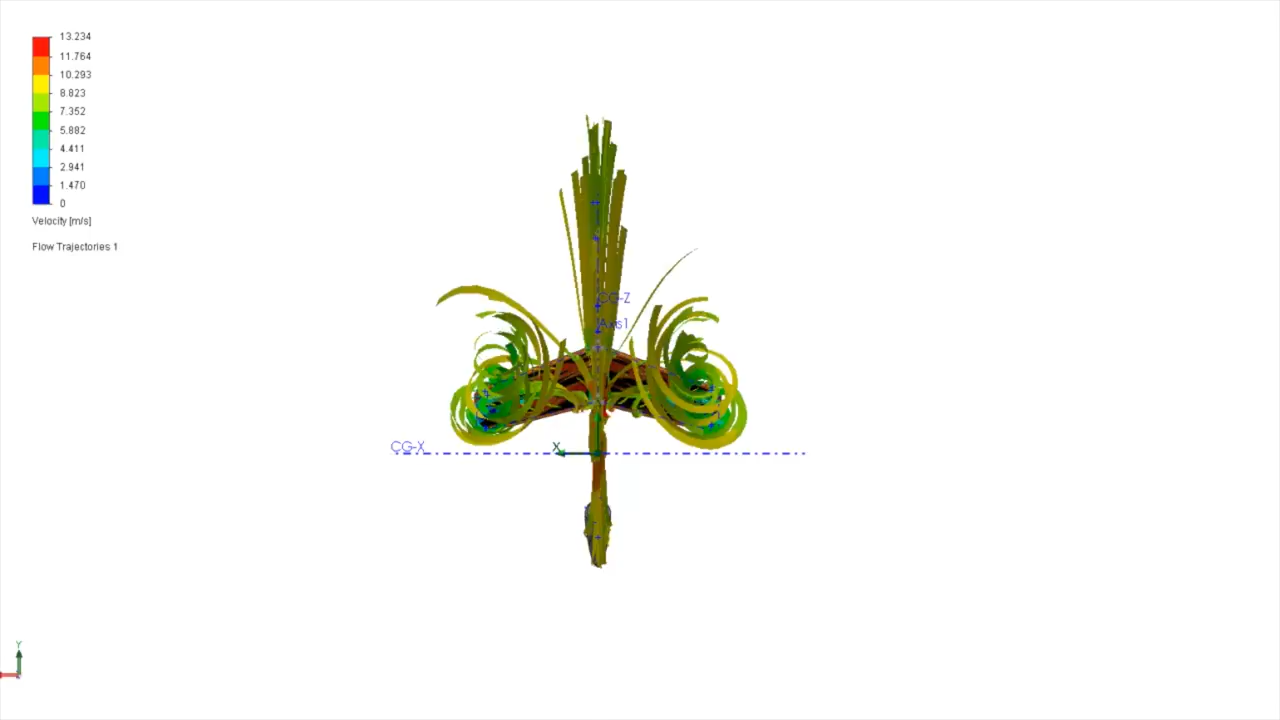 13.234
11.764
10.293
8.823
7.352
5.882
4.411
2.941
1.470
0
Velocity [m/s]
Flow Trajectories 1
CG-Z
Axis1
CG-X
X
Y